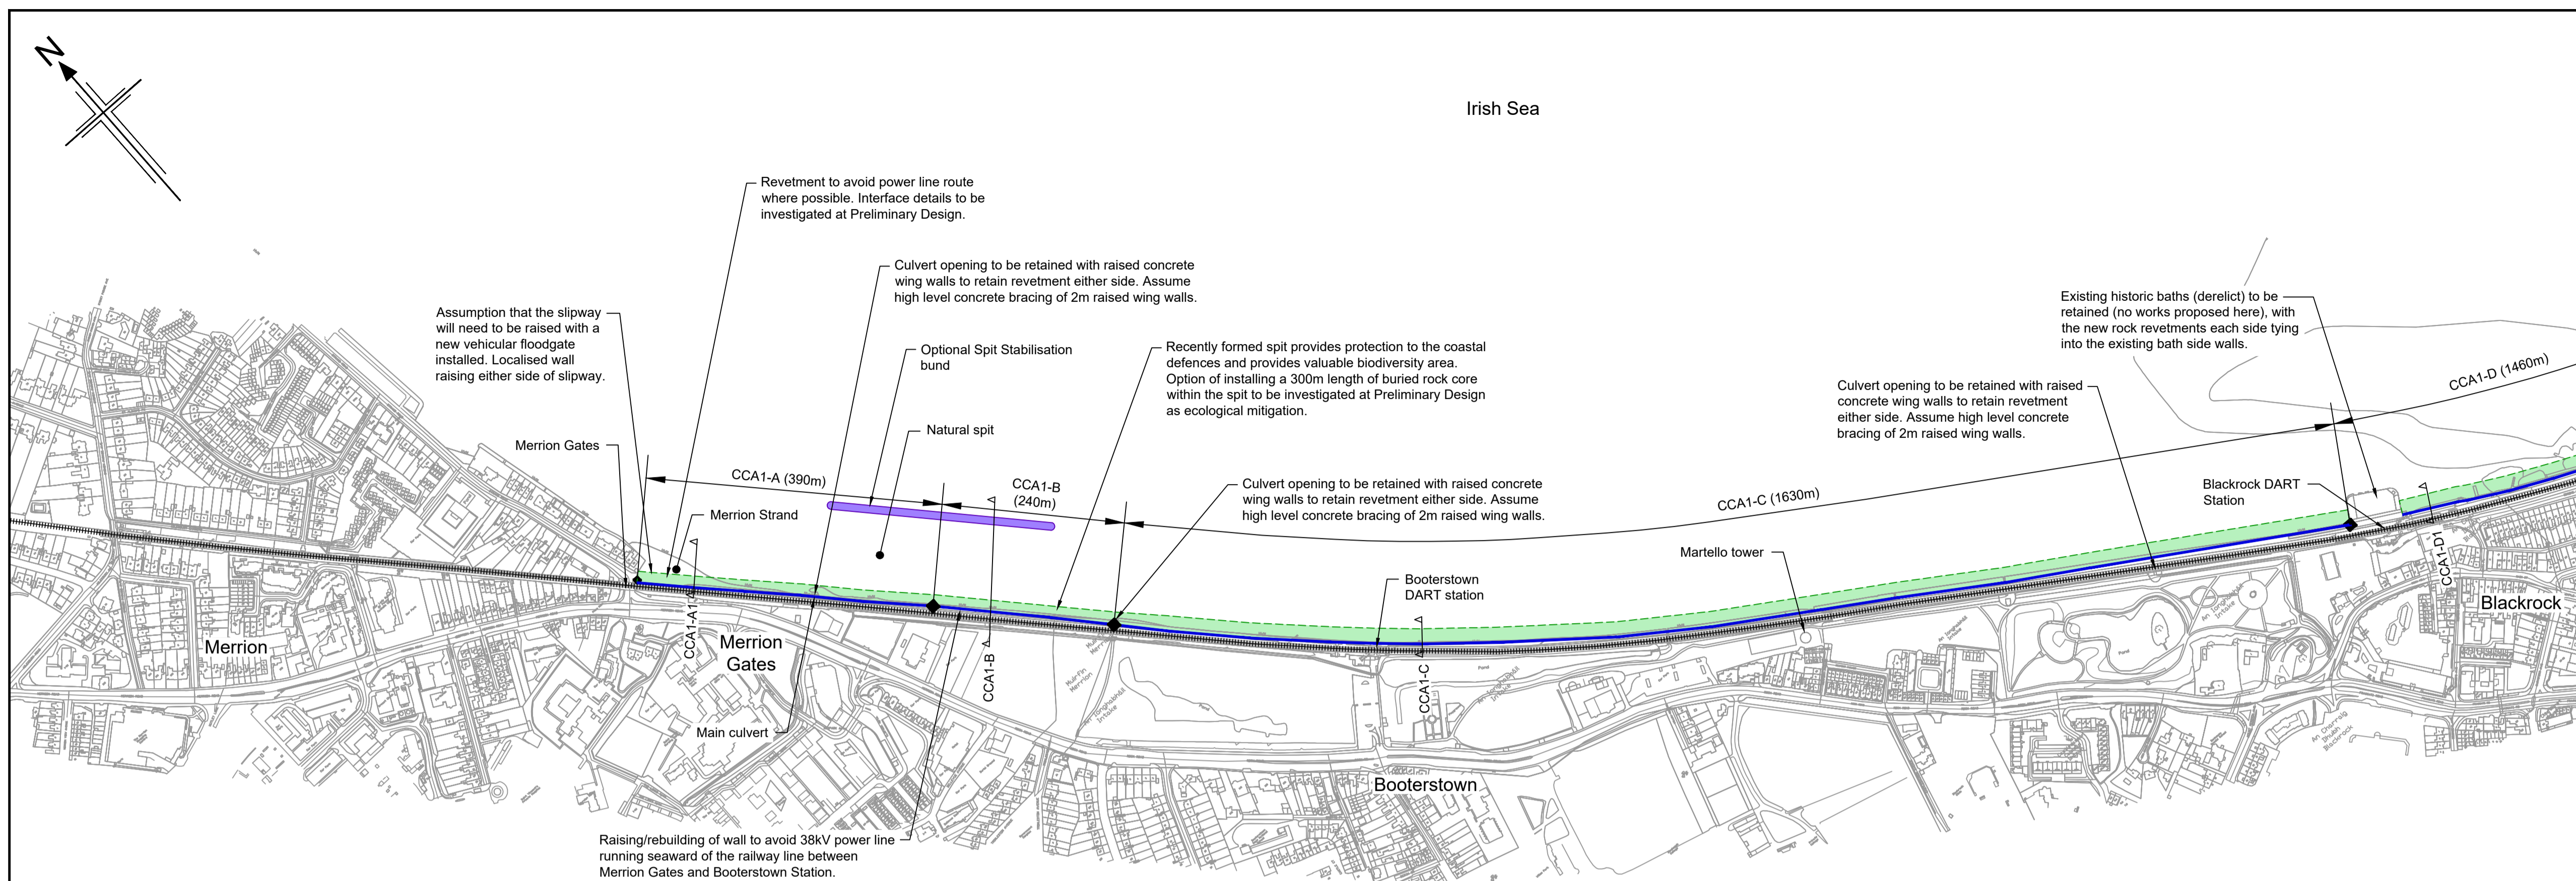 N
Irish Sea
Revetment to avoid power line route
where possible. Interface details to be
investigated at Preliminary Design.
Culvert opening to be retained with raised concrete
wing walls to retain revetment either side. Assume
high level concrete bracing of 2m raised wing walls.
Assumption that the slipway
will need to be raised with a
new vehicular floodgate
installed. Localised wall
raising either side of slipway.
Optional Spit Stabilisation
bund
Recently formed spit provides protection to the coastal
defences and provides valuable biodiversity area.
Option of installing a 300m length of buried rock core
within the spit to be investigated at Preliminary Design
as ecological mitigation.
Existing historic baths (derelict) to be
retained (no works proposed here), with
the new rock revetments each side tying
into the existing bath side walls.
Culvert opening to be retained with raised
concrete wing walls to retain revetment
either side. Assume high level concrete
bracing of 2m raised wing walls.
CCA1-D (1460m)
Natural spit
Merrion Gates
CCA1-A (390m)
CCA1-B
(240m)
Culvert opening to be retained with raised concrete
wing walls to retain revetment either side. Assume
high level concrete bracing of 2m raised wing walls.
CCA1-C (1630m)
Blackrock DART
Station
Merrion Strand
Martello tower
Booterstown
DART station
CCA1-A1
CCA1-B
CCA1-C
CCA1-D1
Merrion
Merrion
Gates
Blackrock
Main culvert
Booterstown
Raising/rebuilding of wall to avoid 38kV power line
running seaward of the railway line between
Merrion Gates and Booterstown Station.